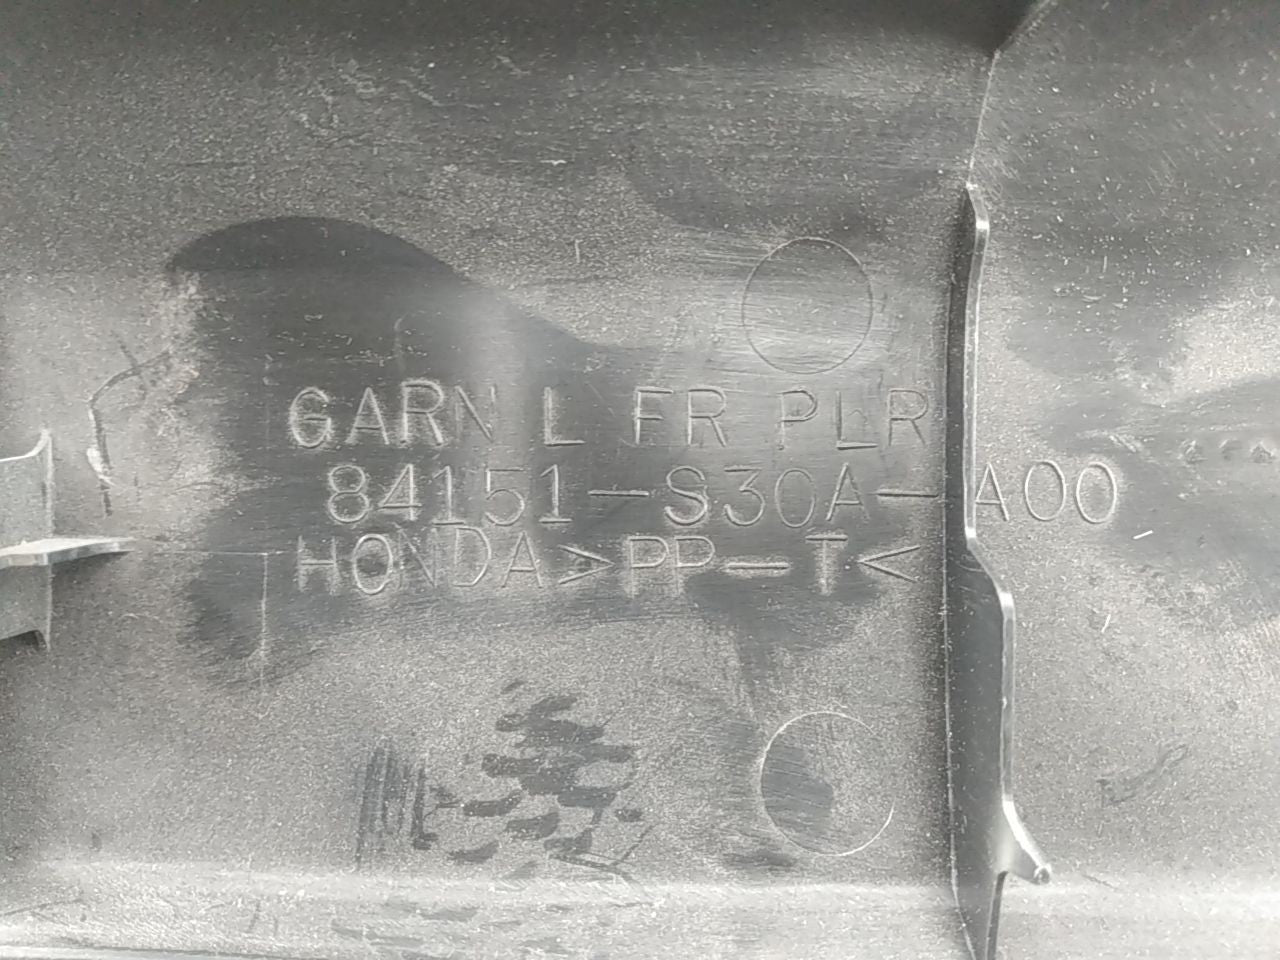 GARN L FR PLR
84151-S30A-A00
HONDA >PP-T<